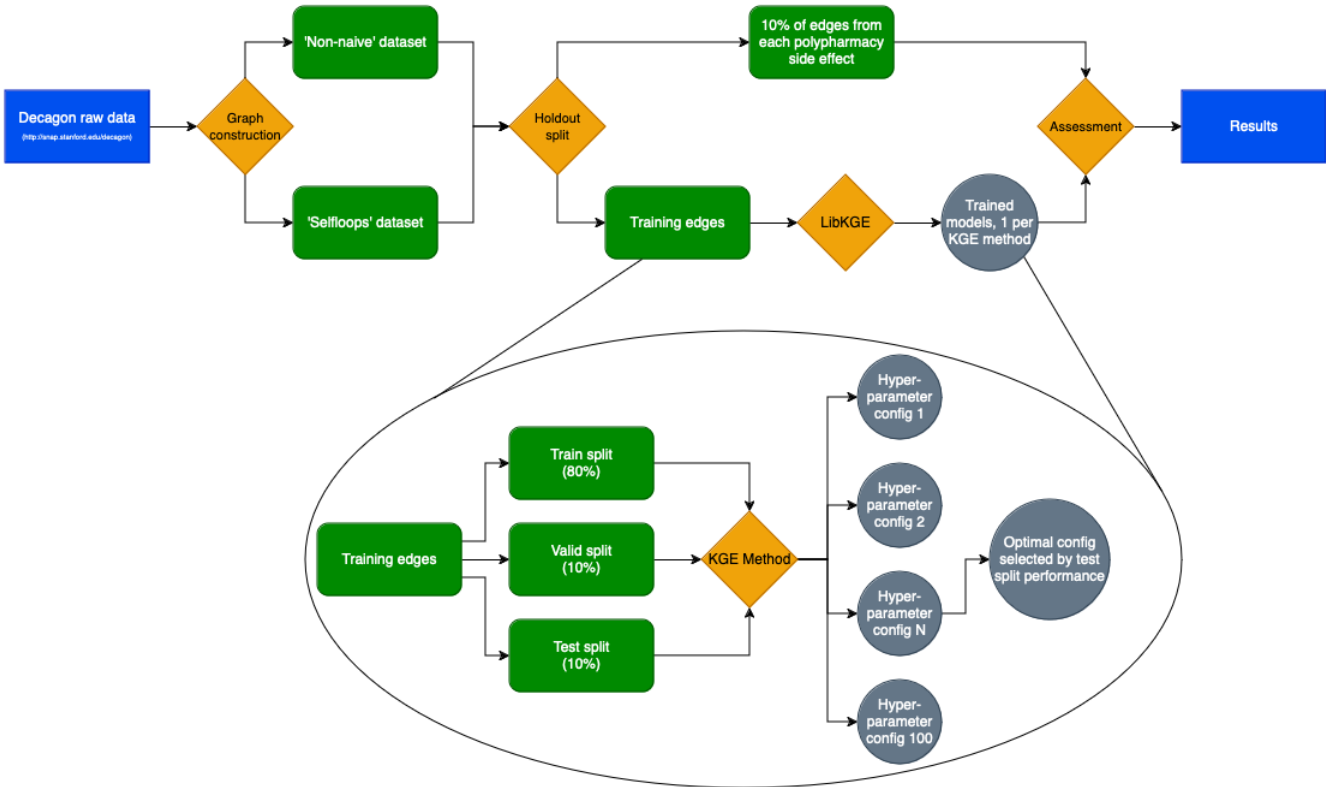 'Non-naive' dataset
10% of edges from
each polypharmacy
side effect
Decagon raw data
(http://snap.stanford.edu/decagon)
Graph
construction
Holdout
split
Assessment
Results
'Selfloops' dataset
Training edges
LibKGE
Trained
models, 1 per
KGE method
Hyper-
parameter
config 1
Train split
(80%)
Hyper-
parameter
config 2
Training edges
Valid split
(10%)
KGE Method
Optimal config
selected by test
split performance
Hyper-
parameter
config N
Test split
(10%)
Hyper-
parameter
config 100